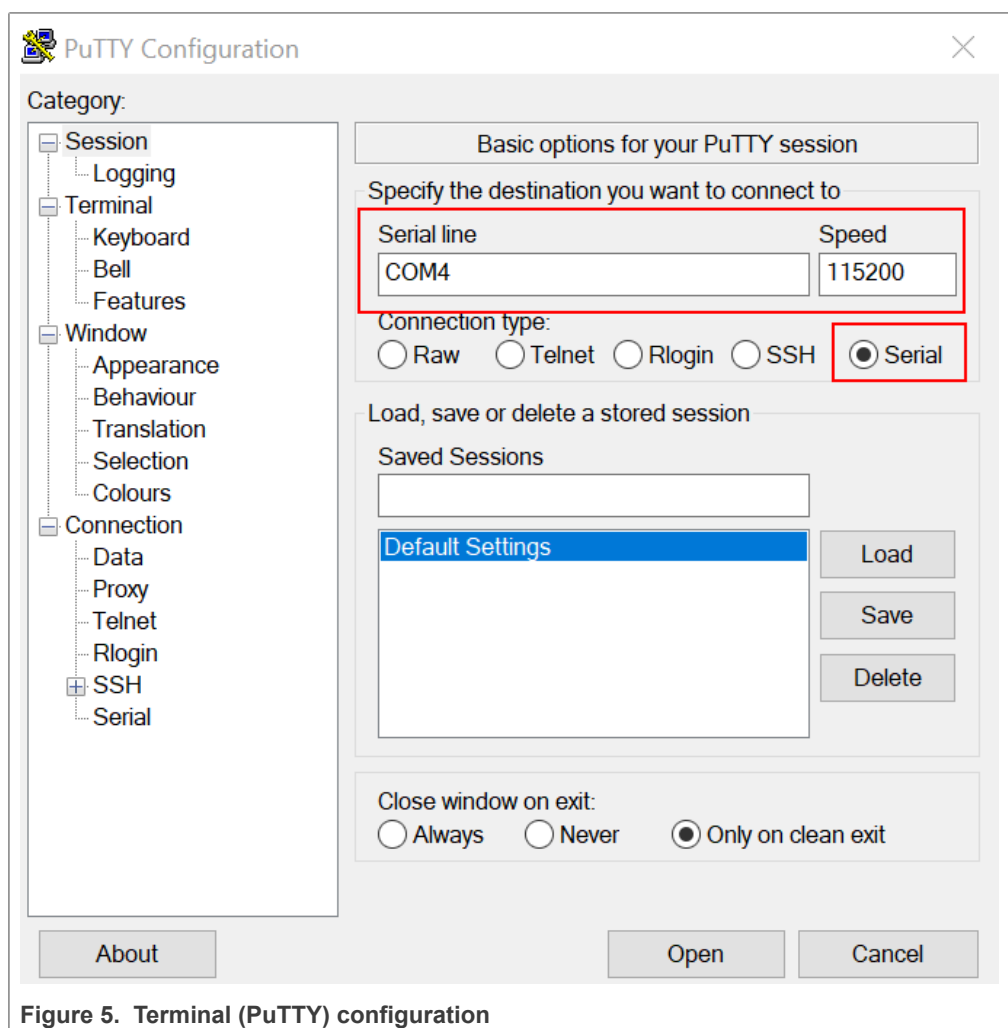 PuTTY Configuration
Category:
Session
Logging
Terminal
Keyboard
Bell
Features
Window
Appearance
Behaviour
Translation
Selection
Colours
Connection
Data
Proxy
Telnet
Rlogin
SSH
Serial
Basic options for your PuTTY session
Specify the destination you want to connect to
Serial line Speed
COM4 115200
Connection type:
Raw Telnet Rlogin SSH Serial
Load, save or delete a stored session
Saved Sessions
Default Settings
Load
Save
Delete
Close window on exit:
Always Never Only on clean exit
About Open Cancel
Figure 5. Terminal (PuTTY) configuration